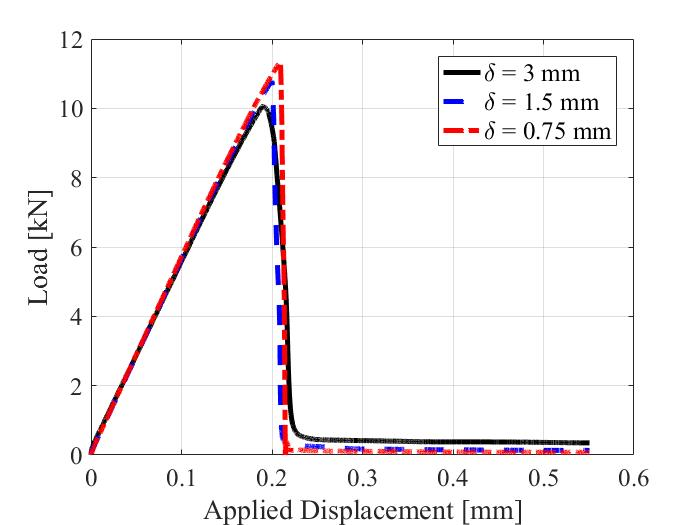 12
10
8
6
4
2
0
Load [kN]
δ = 3 mm
δ = 1.5 mm
δ = 0.75 mm
0 0.1 0.2 0.3 0.4 0.5 0.6
Applied Displacement [mm]